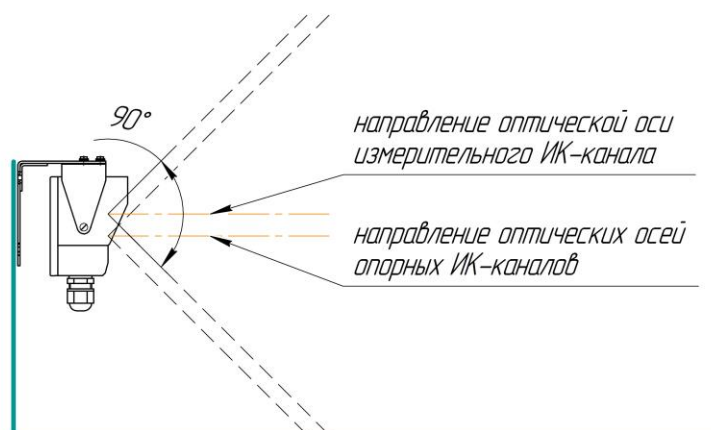 90°
направление оптической оси
измерительного ИК-канала
направление оптических осей
опорных ИК-каналов